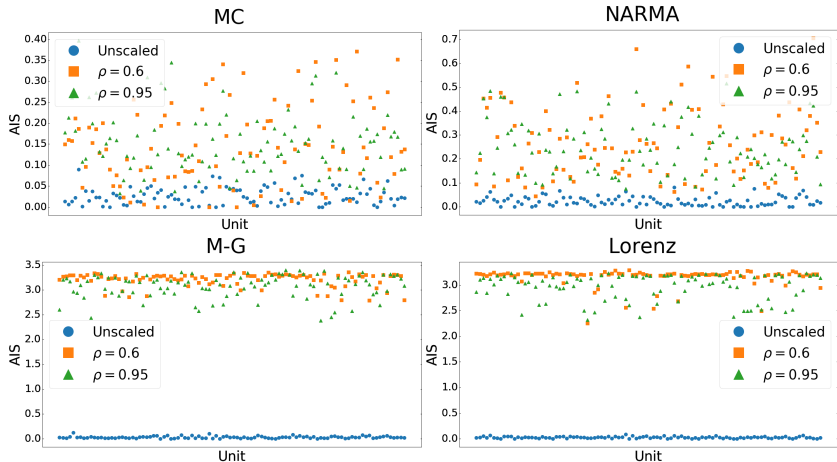 MC
0.40
0.35
0.30
0.25
0.20
0.15
0.10
0.05
0.00
AIS
Unit
Unscaled
ρ = 0.6
ρ = 0.95
NARMA
0.7
0.6
0.5
0.4
0.3
0.2
0.1
0.0
AIS
Unit
Unscaled
ρ = 0.6
ρ = 0.95
M-G
3.5
3.0
2.5
2.0
1.5
1.0
0.5
0.0
AIS
Unit
Unscaled
ρ = 0.6
ρ = 0.95
Lorenz
3.0
2.5
2.0
1.5
1.0
0.5
0.0
AIS
Unit
Unscaled
ρ = 0.6
ρ = 0.95